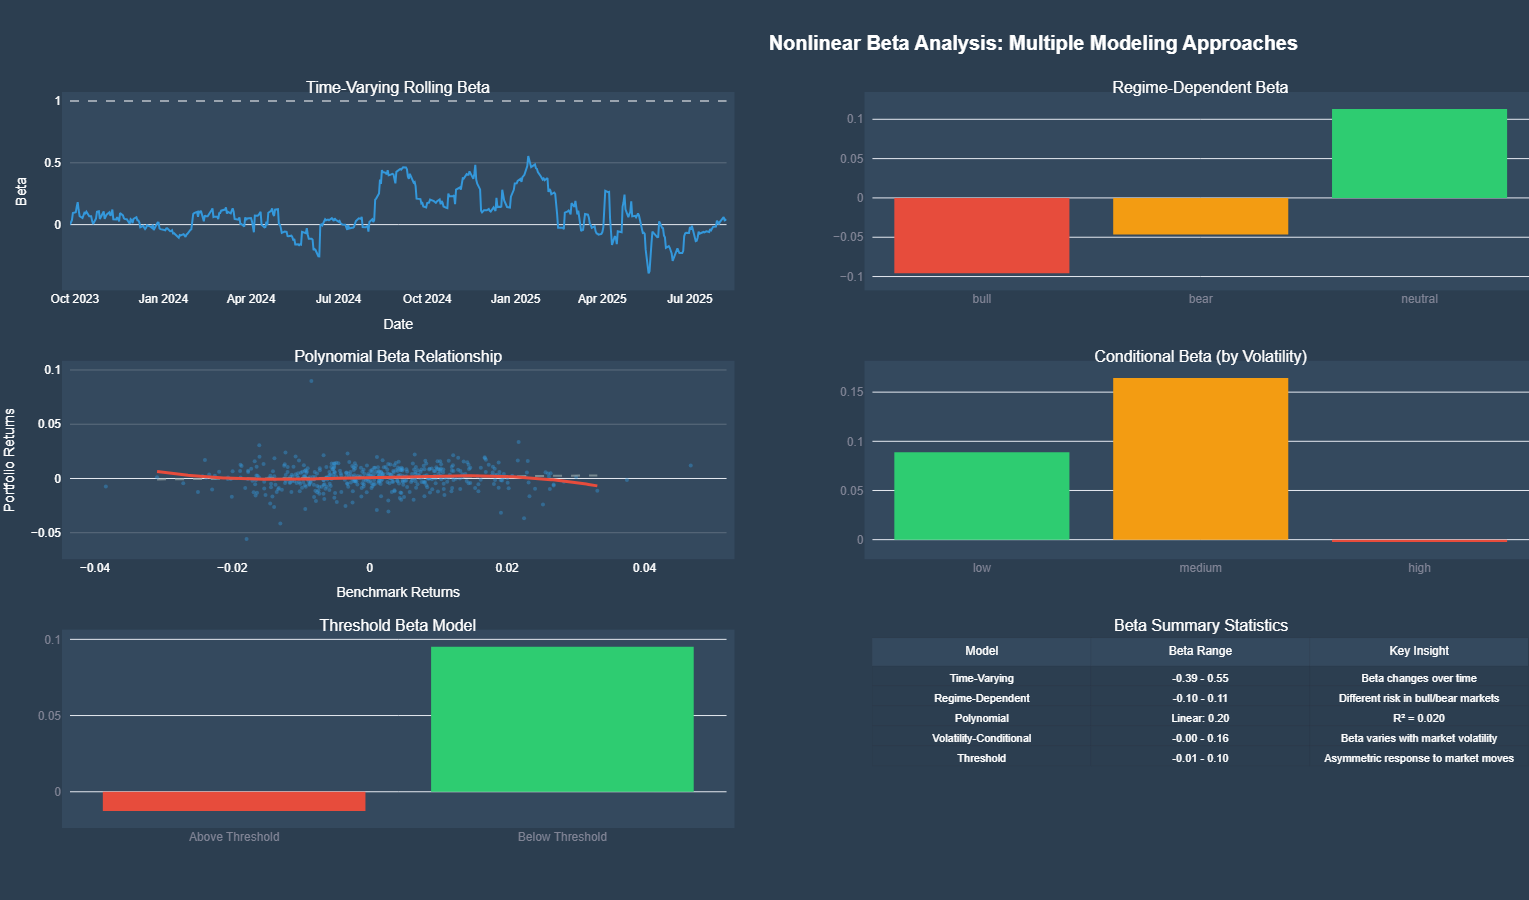 Nonlinear Beta Analysis: Multiple Modeling Approaches
Time-Varying Rolling Beta
1
0.5
0
Beta
Oct 2023 Jan 2024 Apr 2024 Jul 2024 Oct 2024 Jan 2025 Apr 2025 Jul 2025
Date
Regime-Dependent Beta
0.1
0.05
0
−0.05
−0.1
bull bear neutral
Polynomial Beta Relationship
0.1
0.05
0
−0.05
Portfolio Returns
−0.04 −0.02 0 0.02 0.04
Benchmark Returns
Conditional Beta (by Volatility)
0.15
0.1
0.05
0
low medium high
Threshold Beta Model
0.1
0.05
0
Above Threshold Below Threshold
Beta Summary Statistics
Model Beta Range Key Insight
Time-Varying -0.39 - 0.55 Beta changes over time
Regime-Dependent -0.10 - 0.11 Different risk in bull/bear markets
Polynomial Linear: 0.20 R² = 0.020
Volatility-Conditional -0.00 - 0.16 Beta varies with market volatility
Threshold -0.01 - 0.10 Asymmetric response to market moves